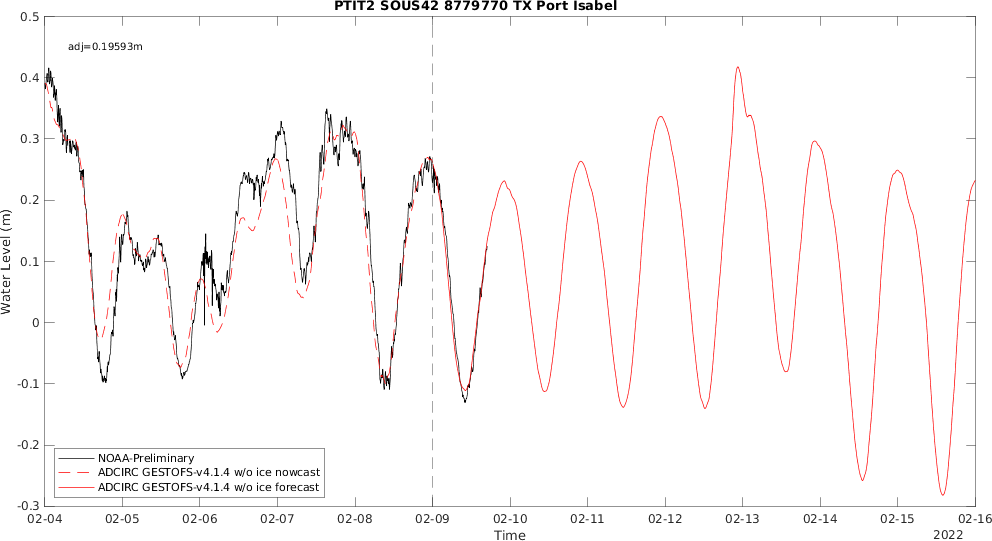 PTIT2 SOUS42 8779770 TX Port Isabel
adj=0.19593m
0.5
0.4
0.3
0.2
0.1
0
-0.1
-0.2
-0.3
Water Level (m)
NOAA-Preliminary
ADCIRC GESTOFS-v4.1.4 w/o ice nowcast
ADCIRC GESTOFS-v4.1.4 w/o ice forecast
02-04 02-05 02-06 02-07 02-08 02-09 02-10 02-11 02-12 02-13 02-14 02-15 02-16
Time
2022